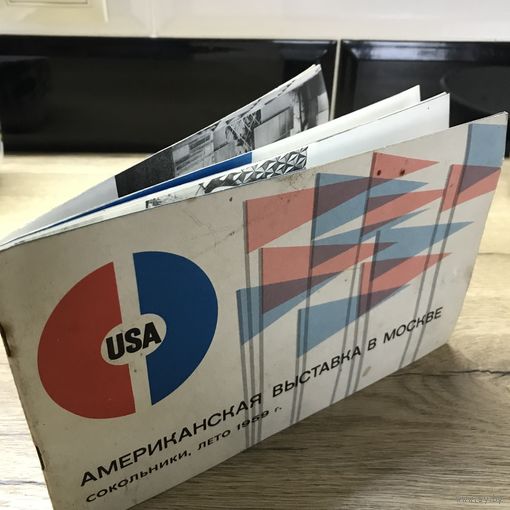 USA
АМЕРИКАНСКАЯ ВЫСТАВКА В МОСКВЕ
СОКОЛЬНИКИ, ЛЕТО 1959 г.